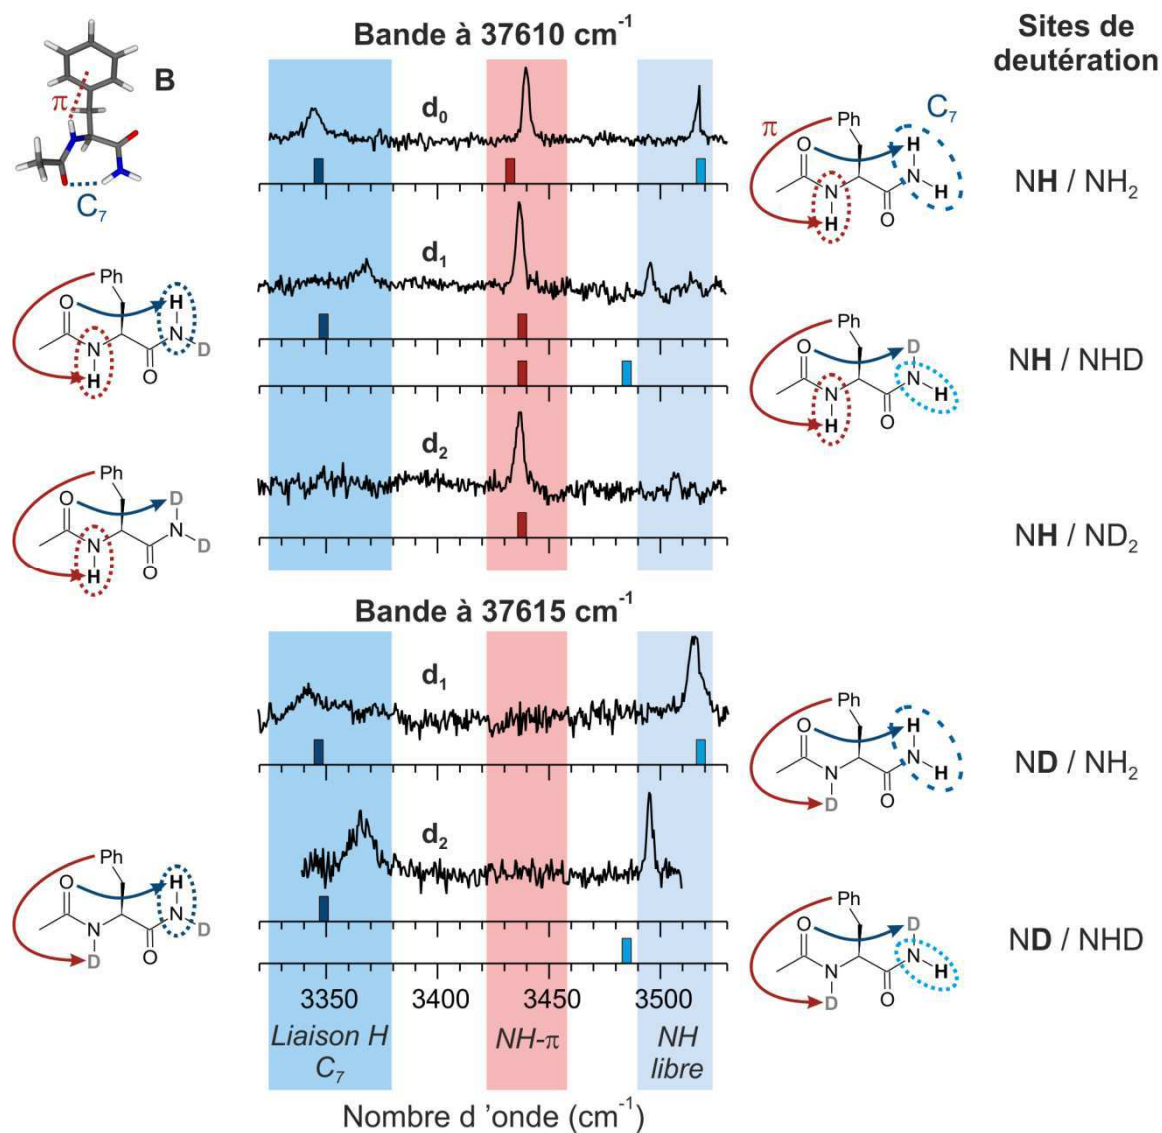 Bande à 37610 cm⁻¹
Sites de
deutération
B
π
C₇
d₀
Ph
π
C₇
O
H
N
H
N
H
O
NH / NH₂
d₁
Ph
O
H
N
D
N
H
O
Ph
O
D
N
H
N
H
O
NH / NHD
d₂
Ph
O
D
N
D
N
H
O
NH / ND₂
Bande à 37615 cm⁻¹
d₁
Ph
O
H
N
H
N
D
O
ND / NH₂
d₂
Ph
O
H
N
D
N
D
O
Ph
O
D
N
H
N
D
O
ND / NHD
3350 3400 3450 3500
Liaison H
C₇
NH-π
NH
libre
Nombre d 'onde (cm⁻¹)